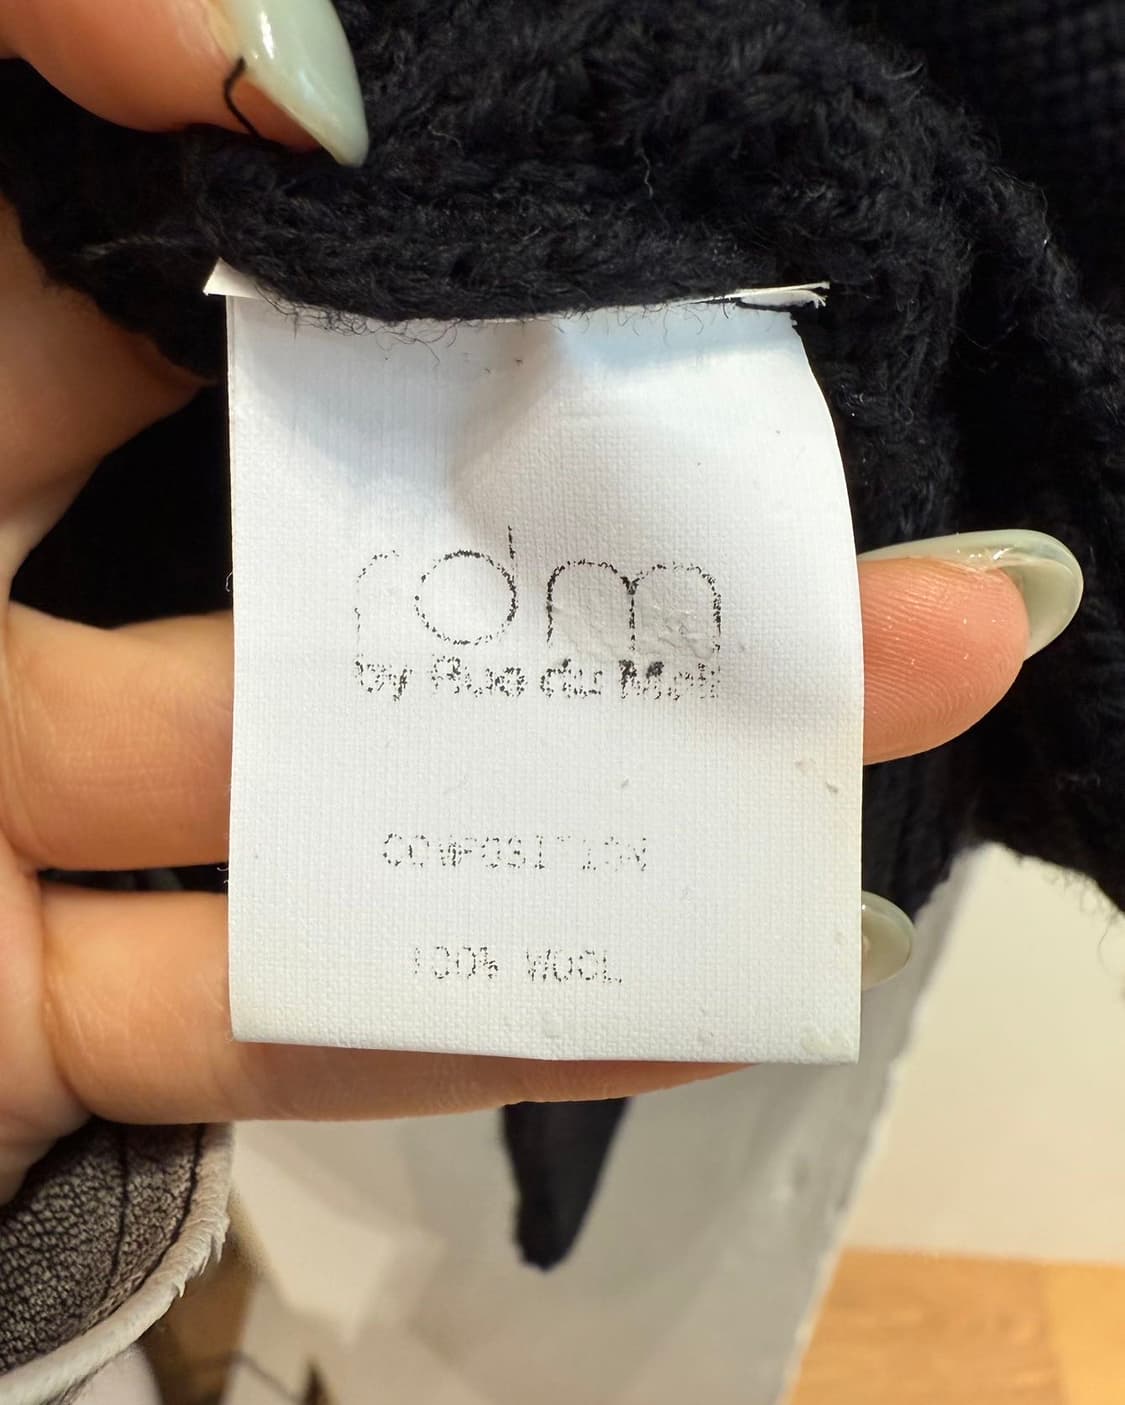 rdm
by Rue du Mail
COMPOSITION
100% WOOL